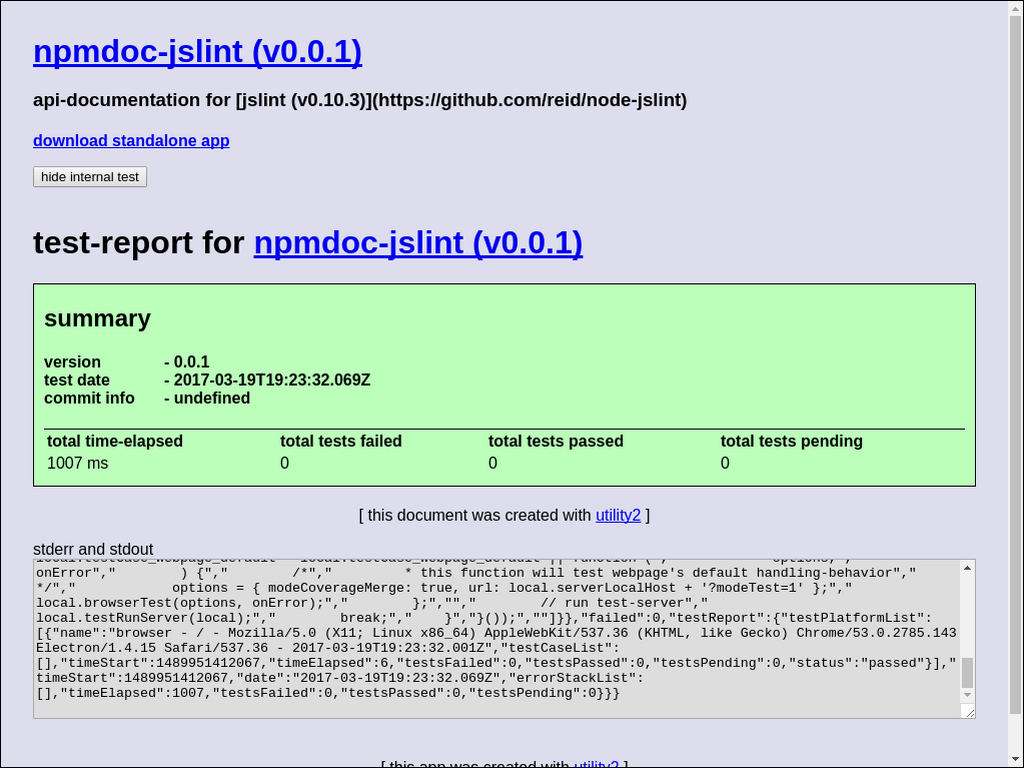 npmdoc-jslint (v0.0.1)
api-documentation for [jslint (v0.10.3)](https://github.com/reid/node-jslint)
download standalone app
hide internal test
test-report for npmdoc-jslint (v0.0.1)
summary
version - 0.0.1
test date - 2017-03-19T19:23:32.069Z
commit info - undefined
total time-elapsed total tests failed total tests passed total tests pending
1007 ms 0 0 0
[ this document was created with utility2 ]
stderr and stdout
local.testCase_webpage_default = local.testCase_webpage_default || function (","            options,","
onError","        ) {","        /*","         * this function will test webpage's default handling-behavior","
*/","            options = { modeCoverageMerge: true, url: local.serverLocalHost + '?modeTest=1' };","
local.browserTest(options, onError);","        };","","        // run test-server","
local.testRunServer(local);","        break;","    }","}());",""]}},"failed":0,"testReport":{"testPlatformList":
[{"name":"browser - / - Mozilla/5.0 (X11; Linux x86_64) AppleWebKit/537.36 (KHTML, like Gecko) Chrome/53.0.2785.143
Electron/1.4.15 Safari/537.36 - 2017-03-19T19:23:32.001Z","testCaseList":
[],"timeStart":1489951412067,"timeElapsed":6,"testsFailed":0,"testsPassed":0,"testsPending":0,"status":"passed"}],"
timeStart":1489951412067,"date":"2017-03-19T19:23:32.069Z","errorStackList":
[],"timeElapsed":1007,"testsFailed":0,"testsPassed":0,"testsPending":0}}}
[ this app was created with utility2 ]